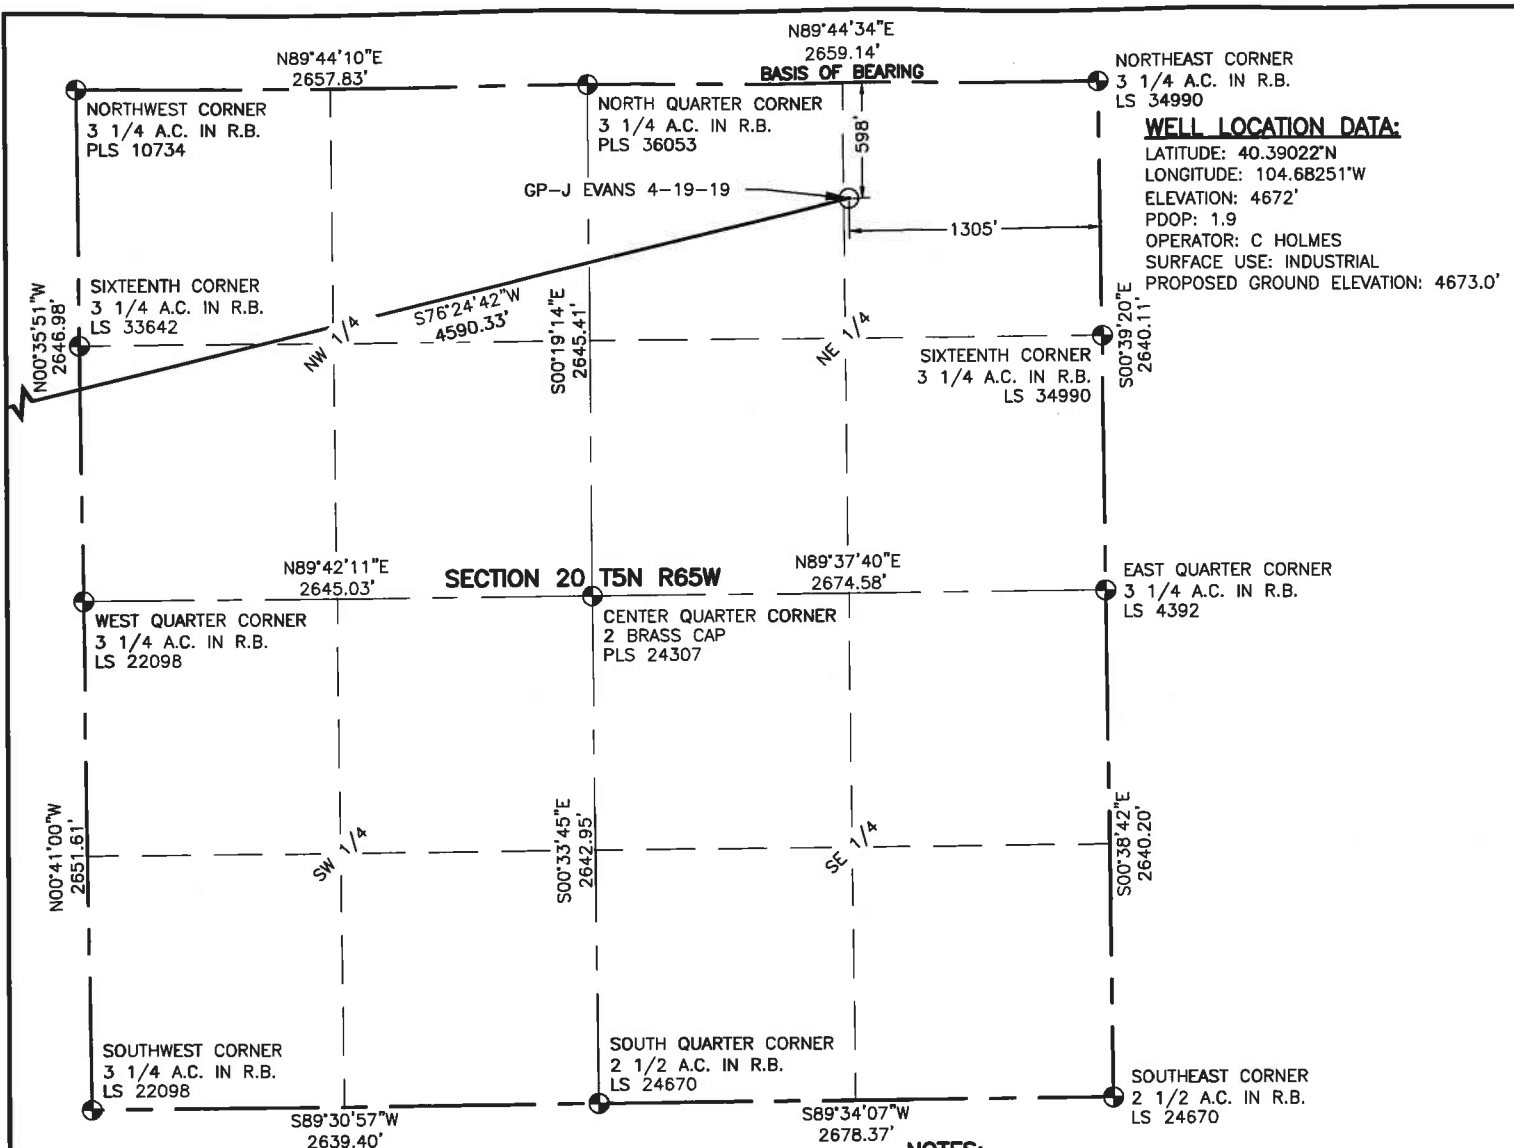 N89°44'10"E
2657.83'
N89°44'34"E
2659.14'
BASIS OF BEARING
NORTHWEST CORNER
3 1/4 A.C. IN R.B.
PLS 10734
NORTH QUARTER CORNER
3 1/4 A.C. IN R.B.
PLS 36053
NORTHEAST CORNER
3 1/4 A.C. IN R.B.
LS 34990
WELL LOCATION DATA:
LATITUDE: 40.39022°N
LONGITUDE: 104.68251°W
ELEVATION: 4672'
PDOP: 1.9
OPERATOR: C HOLMES
SURFACE USE: INDUSTRIAL
PROPOSED GROUND ELEVATION: 4673.0'
598'
GP-J EVANS 4-19-19
1305'
SIXTEENTH CORNER
3 1/4 A.C. IN R.B.
LS 33642
N00°35'51"W
2646.98'
S76°24'42"W
4590.33'
NW 1/4
S00°19'14"E
2645.41'
NE 1/4
SIXTEENTH CORNER
3 1/4 A.C. IN R.B.
LS 34990
S00°39'20"E
2640.11'
N89°42'11"E
2645.03'
SECTION 20 T5N R65W
N89°37'40"E
2674.58'
WEST QUARTER CORNER
3 1/4 A.C. IN R.B.
LS 22098
CENTER QUARTER CORNER
2 BRASS CAP
PLS 24307
EAST QUARTER CORNER
3 1/4 A.C. IN R.B.
LS 4392
N00°41'00"W
2651.61'
SW 1/4
S00°33'45"E
2642.95'
SE 1/4
S00°38'42"E
2640.20'
SOUTHWEST CORNER
3 1/4 A.C. IN R.B.
LS 22098
SOUTH QUARTER CORNER
2 1/2 A.C. IN R.B.
LS 24670
SOUTHEAST CORNER
2 1/2 A.C. IN R.B.
LS 24670
S89°30'57"W
2639.40'
S89°34'07"W
2678.37'
NOTES: